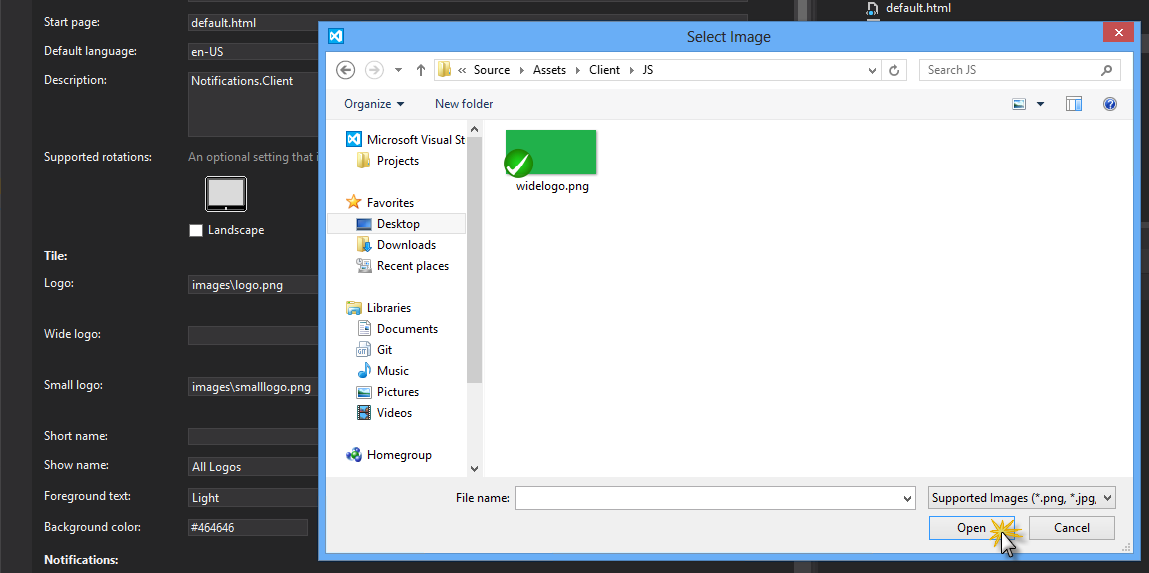 Start page:
default.html
Default language:
en-US
Description:
Notifications.Client
Supported rotations:
An optional setting that i
Landscape
Tile:
Logo:
images\logo.png
Wide logo:
Small logo:
images\smalllogo.png
Short name:
Show name:
All Logos
Foreground text:
Light
Background color:
#464646
Notifications:
default.html
Select Image
« Source Assets Client JS
Search JS
Organize
New folder
Microsoft Visual St
Projects
Favorites
Desktop
Downloads
Recent places
Libraries
Documents
Git
Music
Pictures
Videos
Homegroup
widelogo.png
File name:
Supported Images (*.png, *.jpg,
Open
Cancel